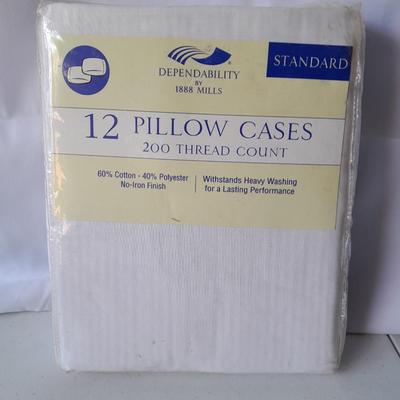 DEPENDABILITY
BY
1888 MILLS
STANDARD
12 PILLOW CASES
200 THREAD COUNT
60% Cotton - 40% Polyester
No-Iron Finish
Withstands Heavy Washing
for a Lasting Performance